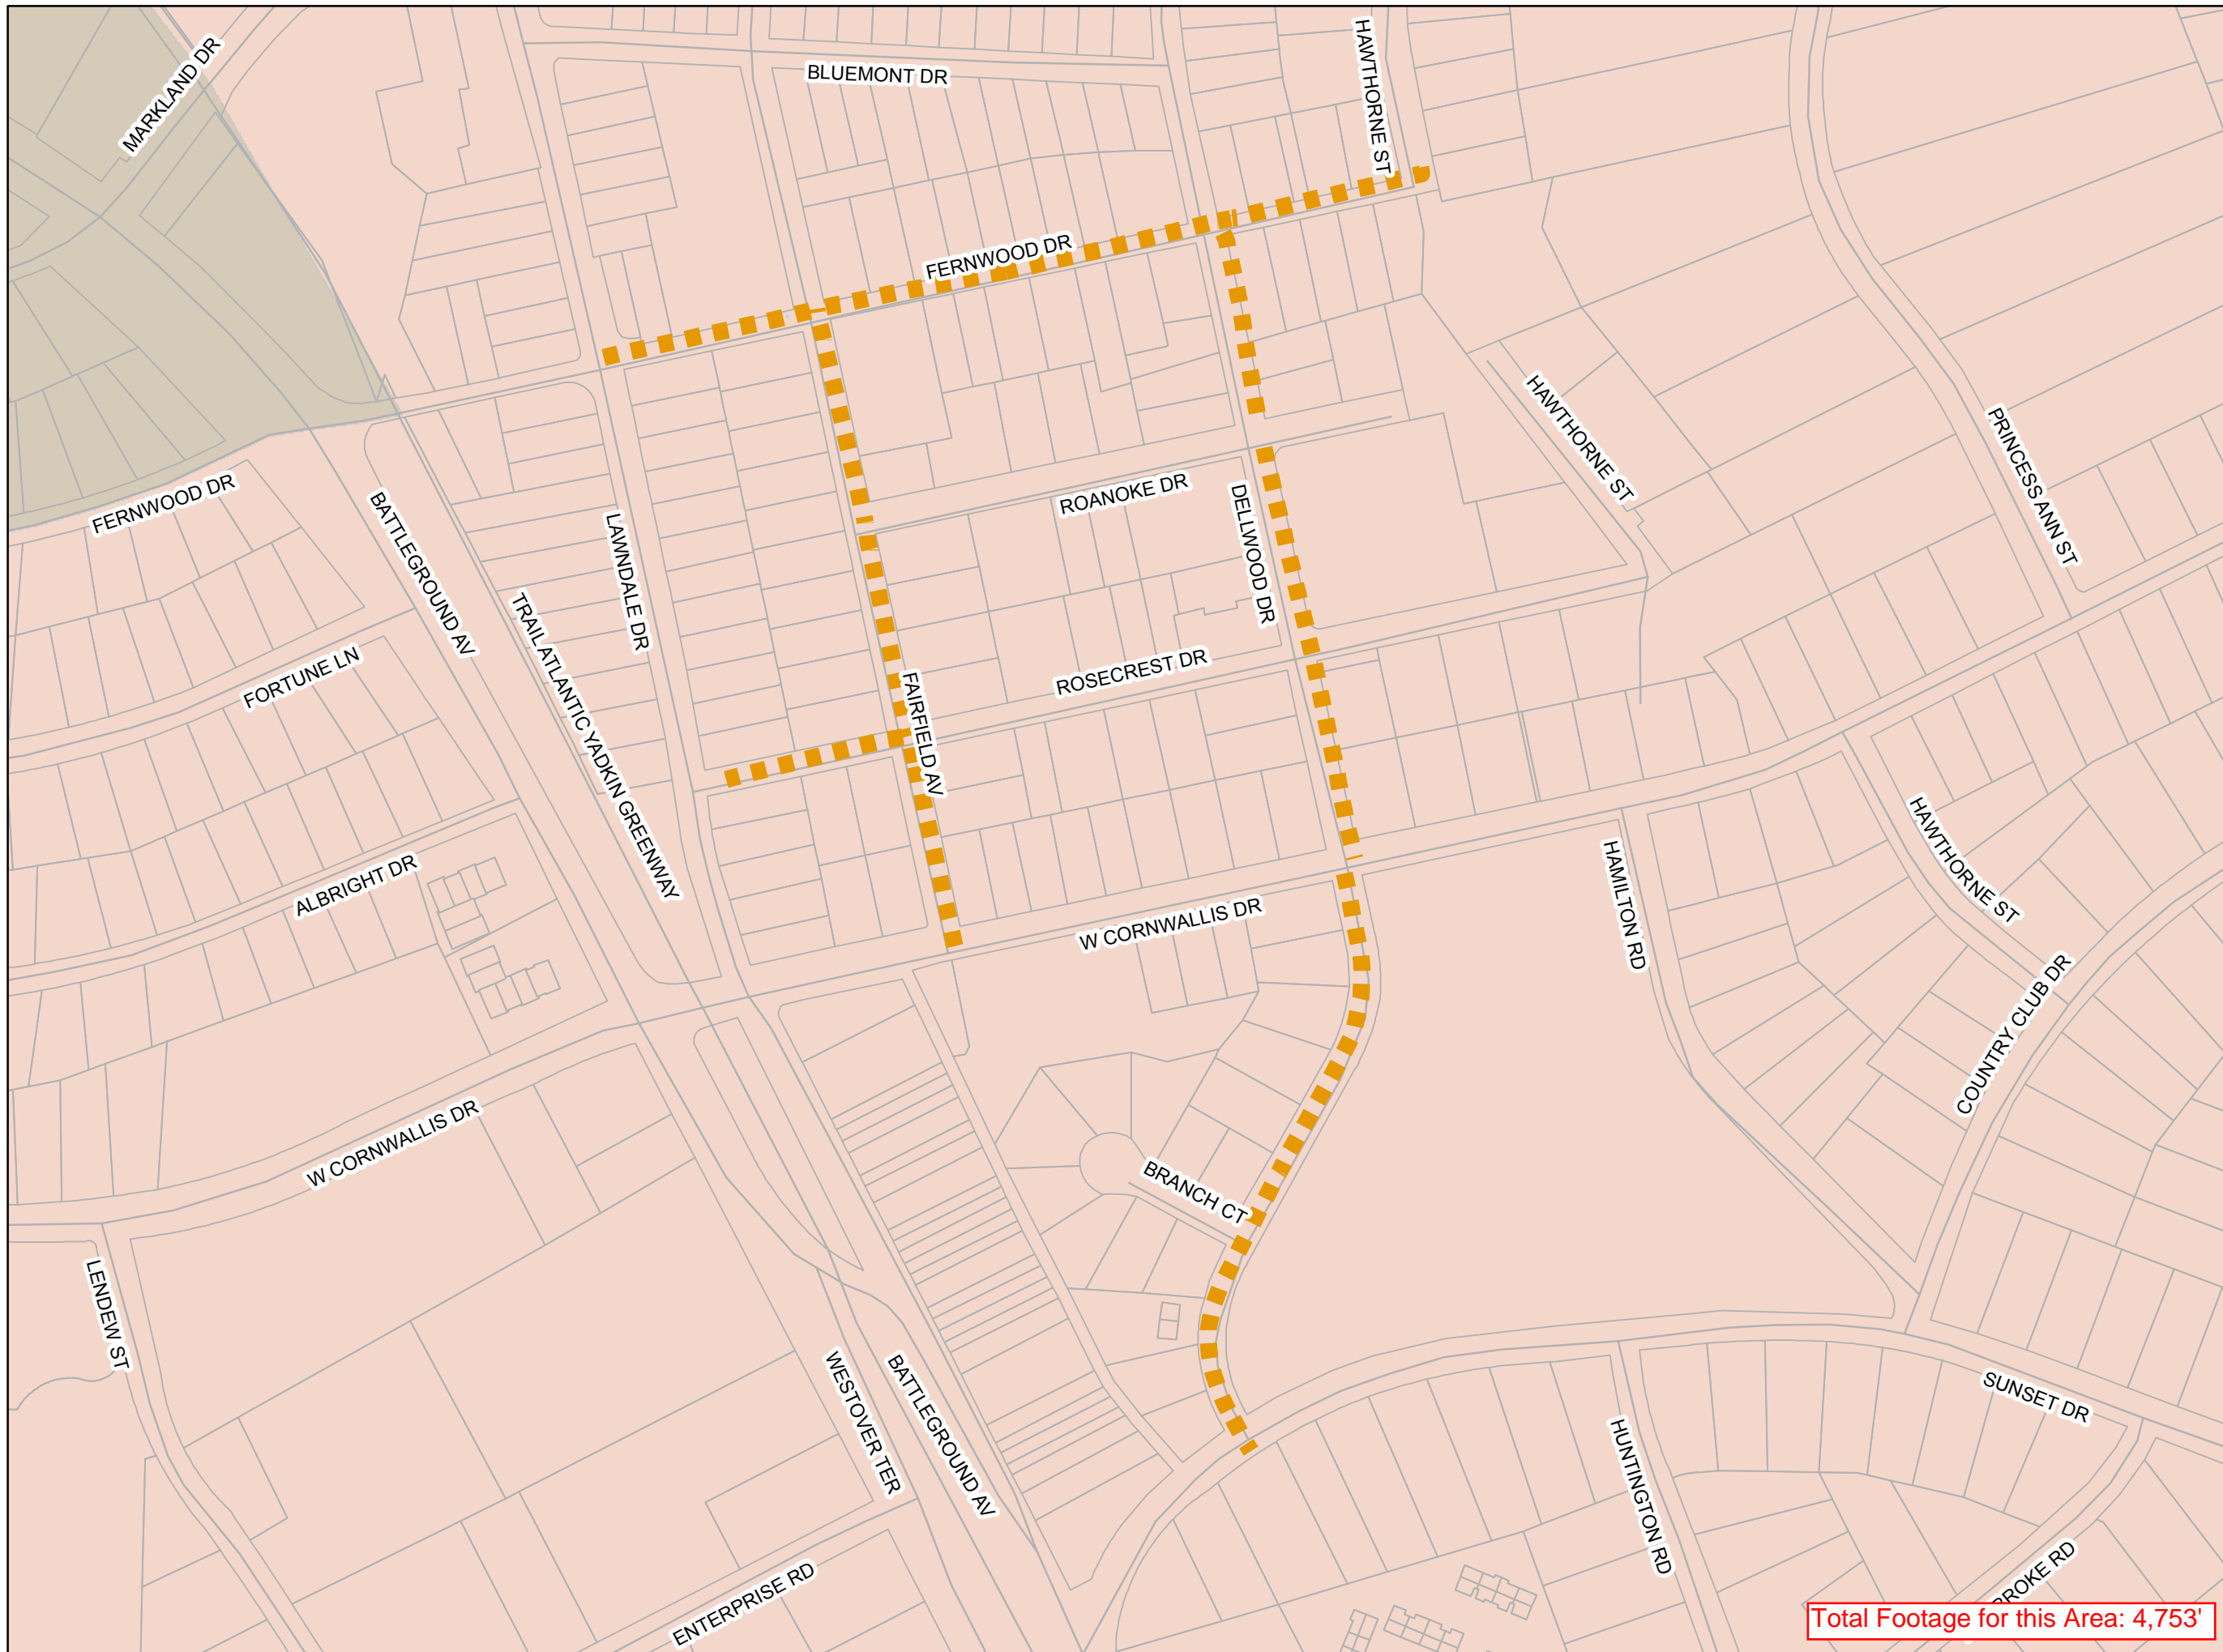 MARKLAND DR
BLUEMONT DR
HAWTHORNE ST
FERNWOOD DR
HAWTHORNE ST
PRINCESS ANN ST
FERNWOOD DR
BATTLEGROUND AV
LAWNDALE DR
ROANOKE DR
DELLWOOD DR
TRAIL ATLANTIC YADKIN GREENWAY
FORTUNE LN
ROSECREST DR
FAIRFIELD AV
HAWTHORNE ST
ALBRIGHT DR
HAMILTON RD
W CORNWALLIS DR
COUNTRY CLUB DR
W CORNWALLIS DR
BRANCH CT
LENDEW ST
WESTOVER TER
BATTLEGROUND AV
SUNSET DR
HUNTINGTON RD
ROKE RD
ENTERPRISE RD
Total Footage for this Area: 4,753'